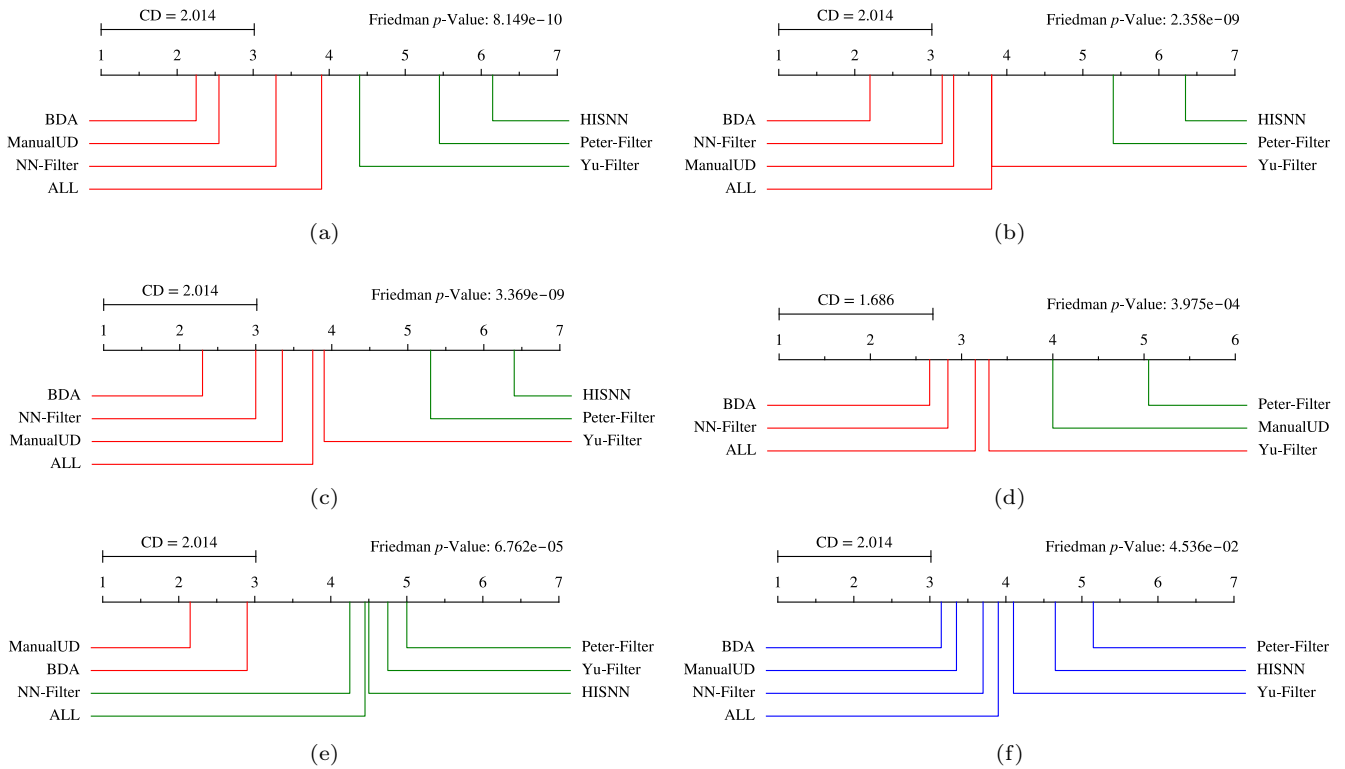 CD = 2.014
Friedman p-Value: 8.149e−10
1 2 3 4 5 6 7
BDA
ManualUD
NN-Filter
ALL
HISNN
Peter-Filter
Yu-Filter
(a)
CD = 2.014
Friedman p-Value: 2.358e−09
1 2 3 4 5 6 7
BDA
NN-Filter
ManualUD
ALL
HISNN
Peter-Filter
Yu-Filter
(b)
CD = 2.014
Friedman p-Value: 3.369e−09
1 2 3 4 5 6 7
BDA
NN-Filter
ManualUD
ALL
HISNN
Peter-Filter
Yu-Filter
(c)
CD = 1.686
Friedman p-Value: 3.975e−04
1 2 3 4 5 6
BDA
NN-Filter
ALL
Peter-Filter
ManualUD
Yu-Filter
(d)
CD = 2.014
Friedman p-Value: 6.762e−05
1 2 3 4 5 6 7
ManualUD
BDA
NN-Filter
ALL
Peter-Filter
Yu-Filter
HISNN
(e)
CD = 2.014
Friedman p-Value: 4.536e−02
1 2 3 4 5 6 7
BDA
ManualUD
NN-Filter
ALL
Peter-Filter
HISNN
Yu-Filter
(f)